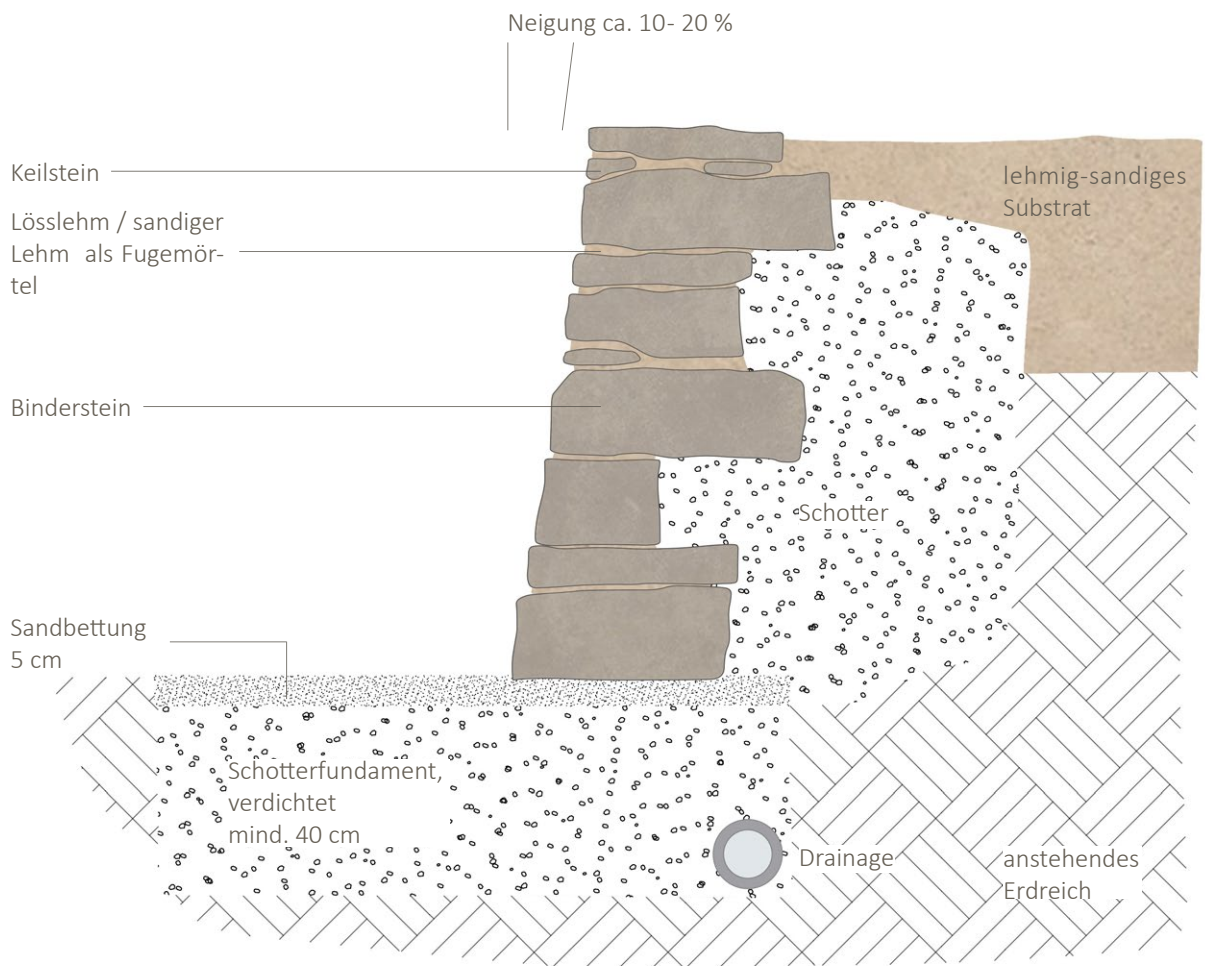 Neigung ca. 10- 20 %
Keilstein
Lösslehm / sandiger
Lehm als Fugemör-
tel
lehmig-sandiges
Substrat
Binderstein
Schotter
Sandbettung
5 cm
Schotterfundament,
verdichtet
mind. 40 cm
Drainage
anstehendes
Erdreich